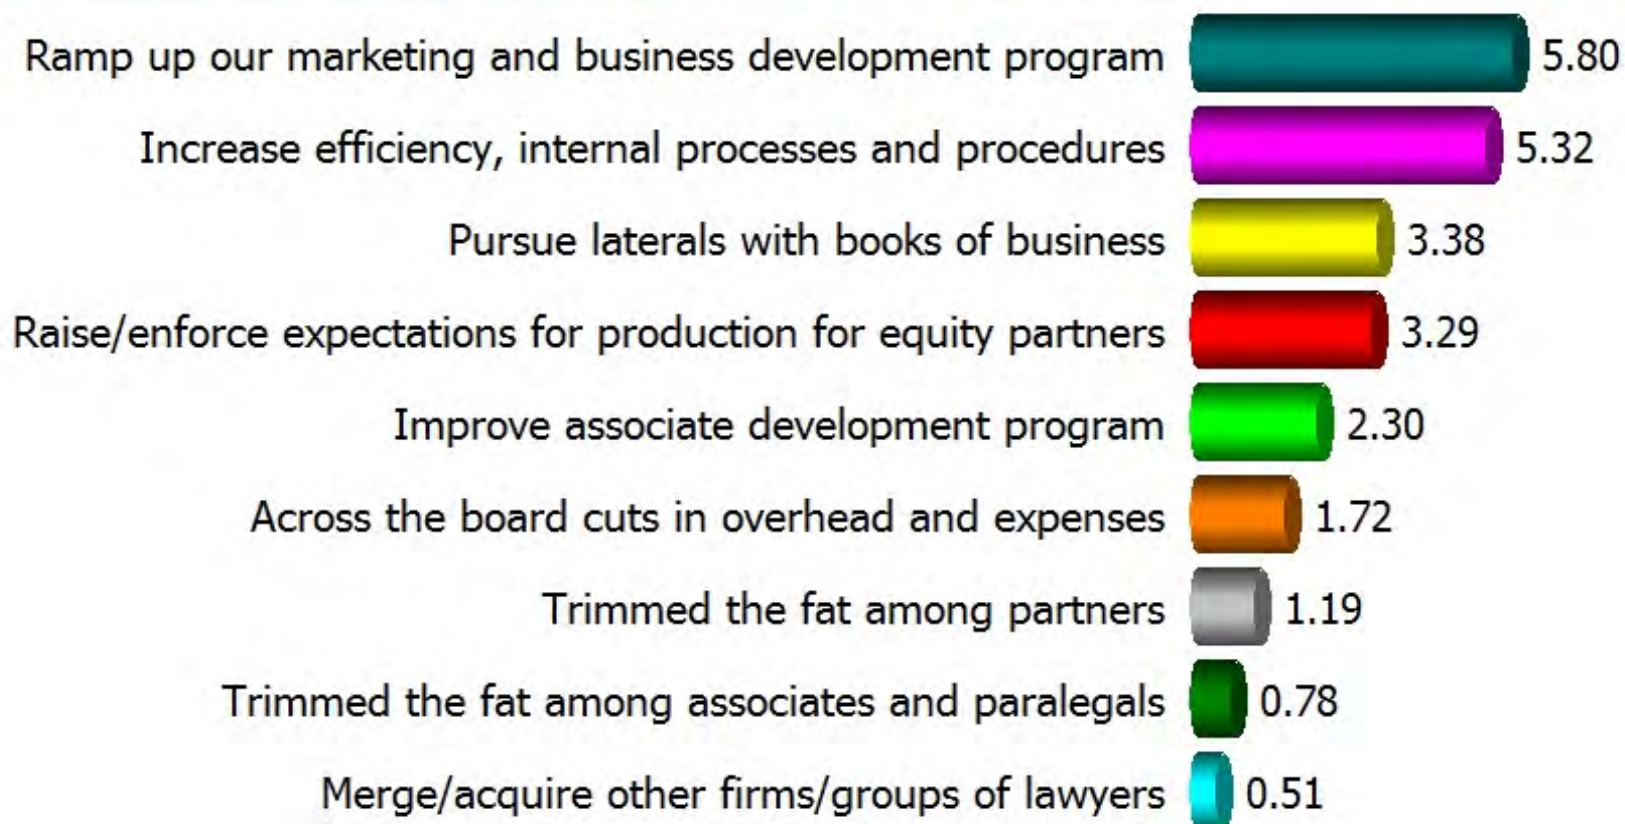 Ramp up our marketing and business development program 5.80
Increase efficiency, internal processes and procedures 5.32
Pursue laterals with books of business 3.38
Raise/enforce expectations for production for equity partners 3.29
Improve associate development program 2.30
Across the board cuts in overhead and expenses 1.72
Trimmed the fat among partners 1.19
Trimmed the fat among associates and paralegals 0.78
Merge/acquire other firms/groups of lawyers 0.51